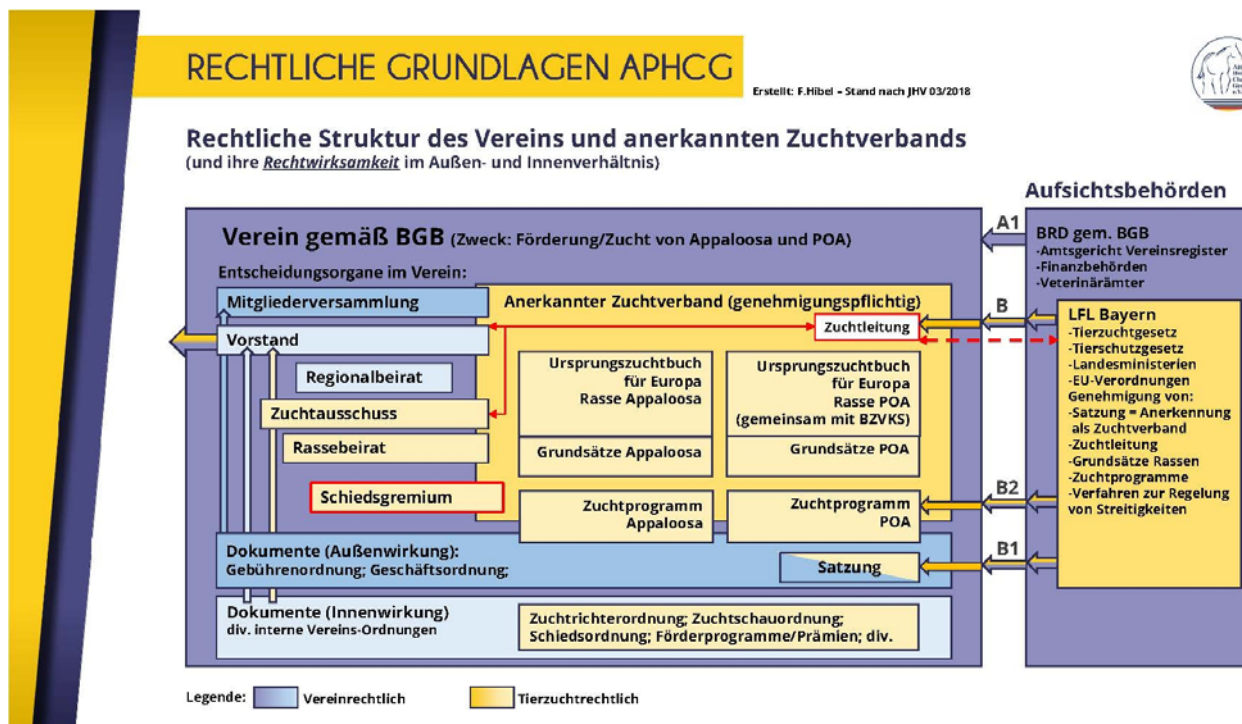 RECHTLICHE GRUNDLAGEN APHCG
Erstellt: F.Hibel – Stand nach JHV 03/2018
Rechtliche Struktur des Vereins und anerkannten Zuchtverbands
(und ihre Rechtwirksamkeit im Außen- und Innenverhältnis)
Aufsichtsbehörden
Verein gemäß BGB (Zweck: Förderung/Zucht von Appaloosa und POA)
Entscheidungsorgane im Verein:
Mitgliederversammlung
Vorstand
Regionalbeirat
Zuchtausschuss
Rassebeirat
Schiedsgremium
Anerkannter Zuchtverband (genehmigungspflichtig)
Zuchtleitung
Ursprungszuchtbuch
für Europa
Rasse Appaloosa
Grundsätze Appaloosa
Zuchtprogramm
Appaloosa
Ursprungszuchtbuch
für Europa
Rasse POA
(gemeinsam mit BZVKS)
Grundsätze POA
Zuchtprogramm
POA
Dokumente (Außenwirkung):
Gebührenordnung; Geschäftsordnung;
Satzung
Dokumente (Innenwirkung)
div. interne Vereins-Ordnungen
Zuchtrichterordnung; Zuchtschauordnung;
Schiedsordnung; Förderprogramme/Prämien; div.
A1
B
B2
B1
BRD gem. BGB
-Amtsgericht Vereinsregister
-Finanzbehörden
-Veterinärämter
LFL Bayern
-Tierzuchtgesetz
-Tierschutzgesetz
-Landesministerien
-EU-Verordnungen
Genehmigung von:
-Satzung = Anerkennung
als Zuchtverband
-Zuchtleitung
-Grundsätze Rassen
-Zuchtprogramme
-Verfahren zur Regelung
von Streitigkeiten
Legende:
Vereinrechtlich
Tierzuchtrechtlich